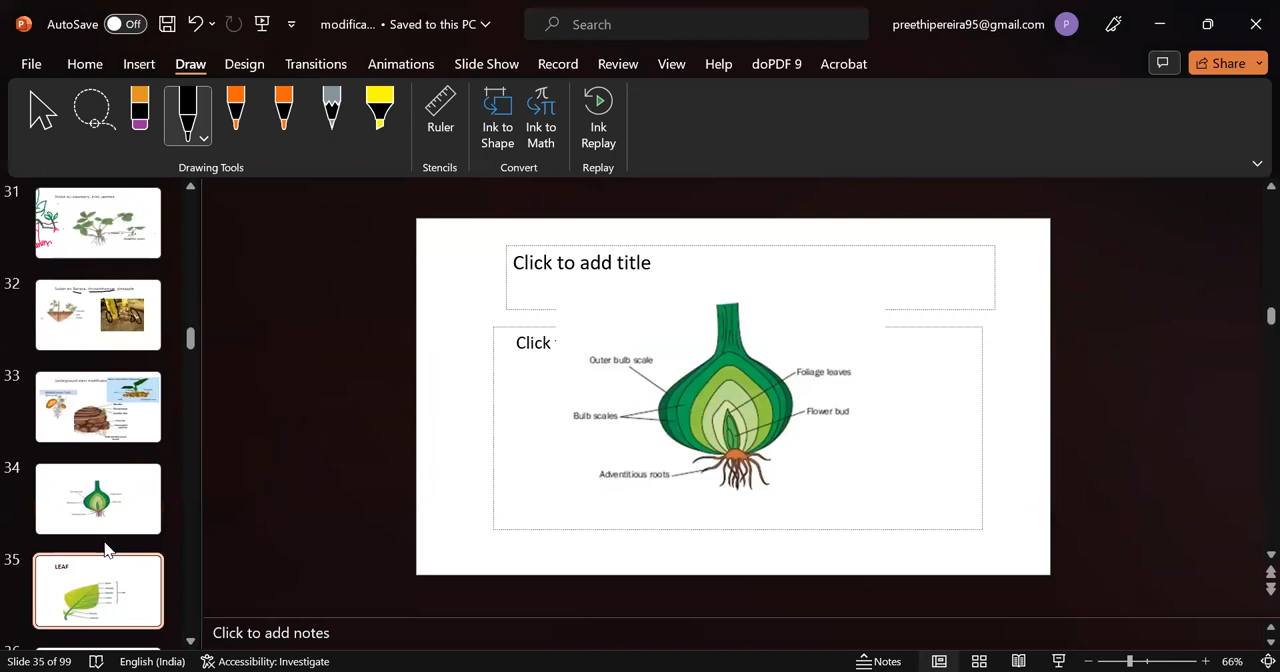 AutoSave Off modifica... • Saved to this PC Search preethipereira95@gmail.com P
File Home Insert Draw Design Transitions Animations Slide Show Record Review View Help doPDF 9 Acrobat Share
Ruler Ink to Shape Ink to Math Ink Replay
Drawing Tools Stencils Convert Replay
31
32
33
Underground stem modifications
34
35
LEAF
Click to add title
Click
Outer bulb scale
Foliage leaves
Bulb scales
Flower bud
Adventitious roots
Click to add notes
Slide 35 of 99 English (India) Accessibility: Investigate Notes 66%